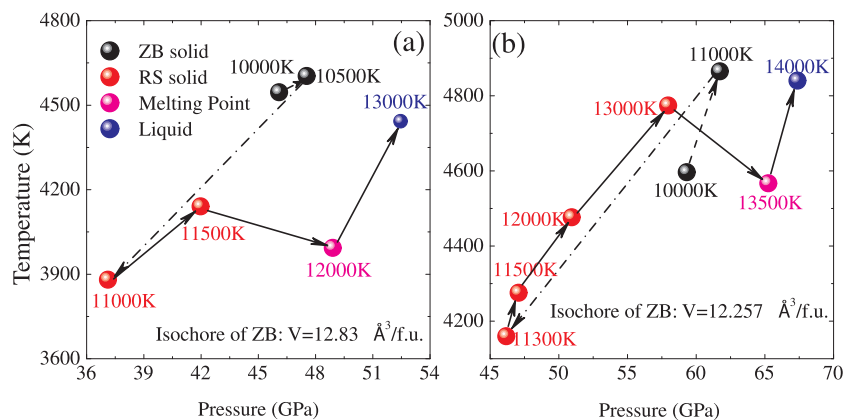 4800
4500
4200
3900
3600
Temperature (K)
ZB solid
RS solid
Melting Point
Liquid
(a)
10000K
10500K
13000K
11500K
12000K
11000K
Isochore of ZB: V=12.83 Å³/f.u.
36 39 42 45 48 51 54
Pressure (GPa)
5000
4800
4600
4400
4200
(b)
11000K
14000K
13000K
10000K
13500K
12000K
11500K
11300K
Isochore of ZB: V=12.257 Å³/f.u.
45 50 55 60 65 70
Pressure (GPa)